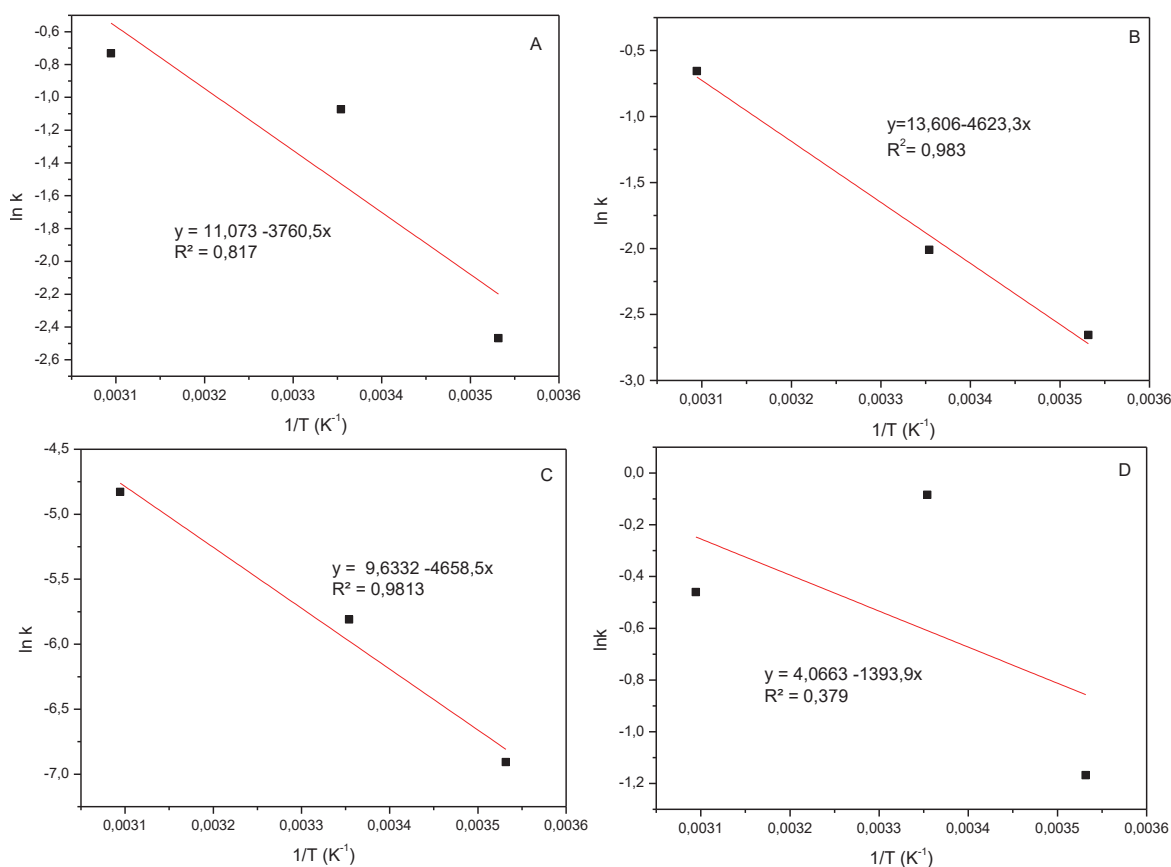 A
-0,6
-0,8
-1,0
-1,2
-1,4
-1,6
-1,8
-2,0
-2,2
-2,4
-2,6
ln k
y = 11,073 -3760,5x
R² = 0,817
0,0031 0,0032 0,0033 0,0034 0,0035 0,0036
1/T (K⁻¹)
B
-0,5
-1,0
-1,5
-2,0
-2,5
-3,0
ln k
y=13,606-4623,3x
R²= 0,983
0,0031 0,0032 0,0033 0,0034 0,0035 0,0036
1/T (K⁻¹)
C
-4,5
-5,0
-5,5
-6,0
-6,5
-7,0
ln k
y = 9,6332 -4658,5x
R² = 0,9813
0,0031 0,0032 0,0033 0,0034 0,0035 0,0036
1/T (K⁻¹)
D
0,0
-0,2
-0,4
-0,6
-0,8
-1,0
-1,2
lnk
y = 4,0663 -1393,9x
R² = 0,379
0,0031 0,0032 0,0033 0,0034 0,0035 0,0036
1/T (K⁻¹)